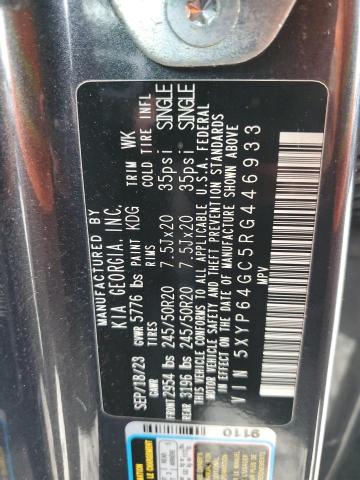 MANUFACTURED BY
KIA GEORGIA, INC.
SEP/18/23 GVWR 5776 lbs PAINT KDG TRIM WK
GAWR TIRES RIMS COLD TIRE INFL
FRONT 2954 lbs 245/50R20 7.5Jx20 35psi SINGLE
REAR 3196 lbs 245/50R20 7.5Jx20 35psi SINGLE
THIS VEHICLE CONFORMS TO ALL APPLICABLE U.S.A. FEDERAL
MOTOR VEHICLE SAFETY AND THEFT PREVENTION STANDARDS
IN EFFECT ON THE DATE OF MANUFACTURE SHOWN ABOVE
VIN 5XYP64GC5RG446933
MPV
9110
LE CHARGEMENT